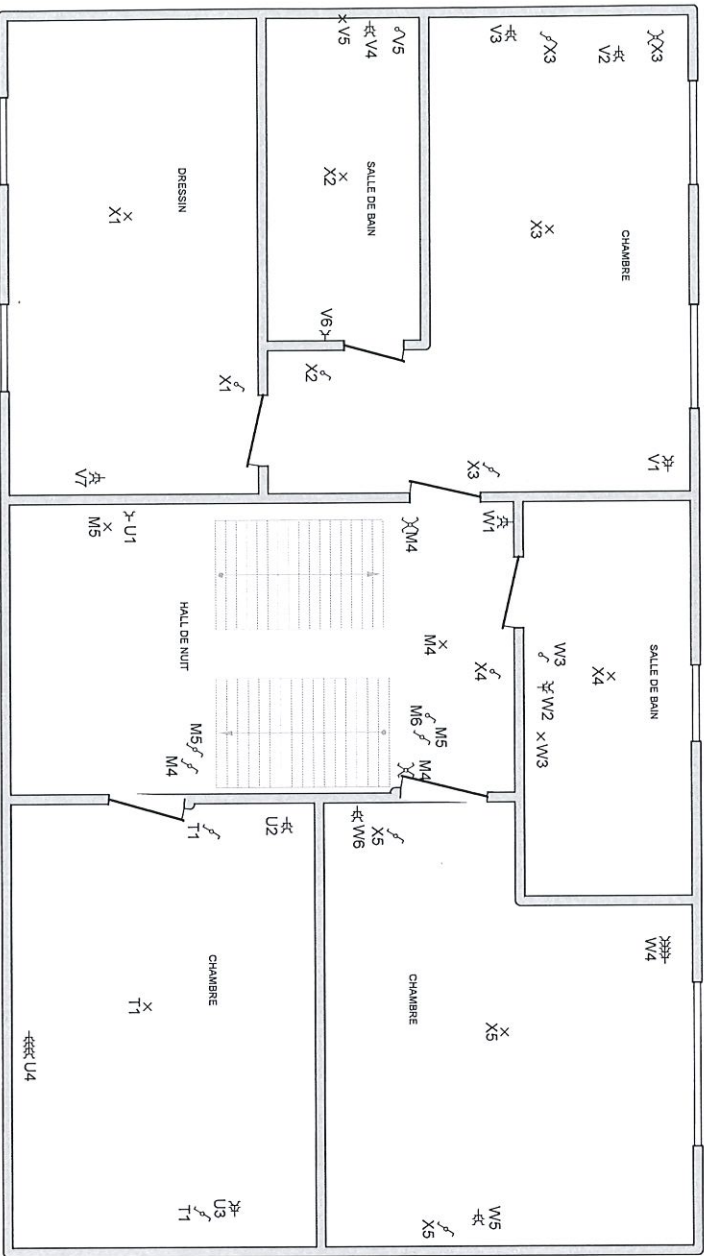 X3
V2
X3
V3
V5
V4
V5
CHAMBRE
X3
SALLE DE BAIN
X2
DRESSIN
X1
V6
X2
X1
V1
X3
V7
W1
M4
U1
M5
HALL DE NUIT
M4
X4
SALLE DE BAIN
X4
W3
W2
W3
M5
M6
M4
M5
M4
W4
W6
X5
U2
T1
CHAMBRE
X5
CHAMBRE
T1
U4
W5
X5
U3
T1